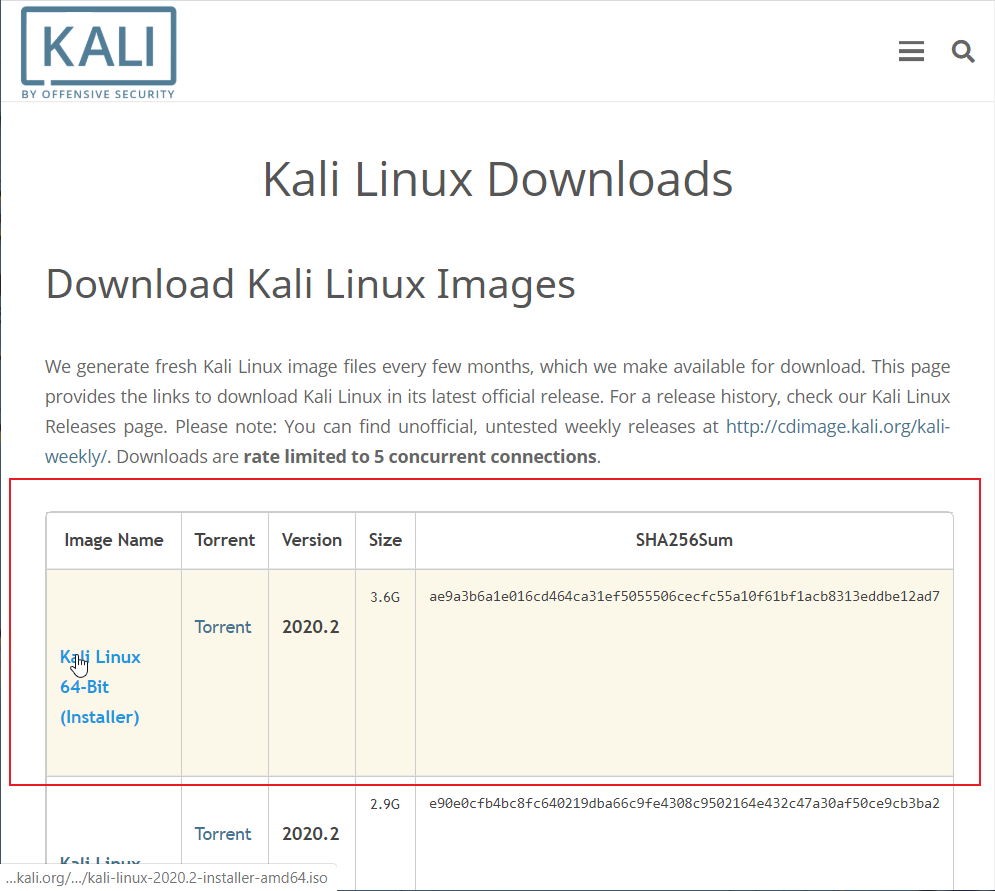 KALI
BY OFFENSIVE SECURITY
Kali Linux Downloads
Download Kali Linux Images
We generate fresh Kali Linux image files every few months, which we make available for download. This page
provides the links to download Kali Linux in its latest official release. For a release history, check our Kali Linux
Releases page. Please note: You can find unofficial, untested weekly releases at http://cdimage.kali.org/kali-
weekly/. Downloads are rate limited to 5 concurrent connections.
Image Name Torrent Version Size SHA256Sum
3.6G ae9a3b6a1e016cd464ca31ef5055506cecfc55a10f61bf1acb8313eddbe12ad7
Torrent 2020.2
Kali Linux
64-Bit
(Installer)
2.9G e90e0cfb4bc8fc640219dba66c9fe4308c9502164e432c47a30af50ce9cb3ba2
Torrent 2020.2
Kali Linux
...kali.org/.../kali-linux-2020.2-installer-amd64.iso